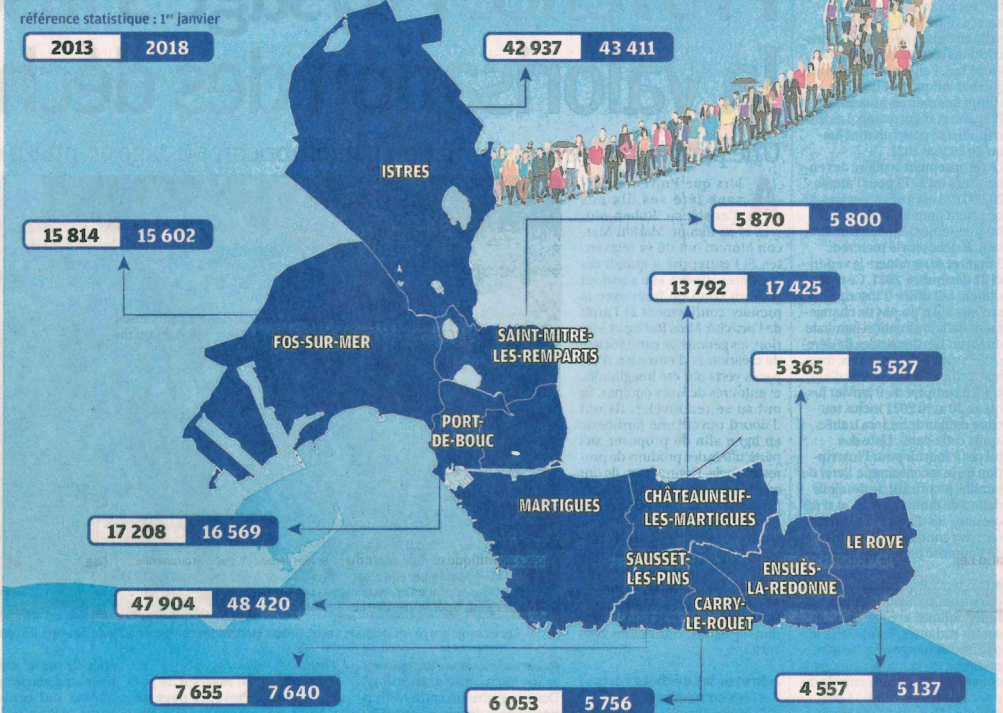 référence statistique : 1er janvier
2013 2018
42 937 43 411
ISTRES
5 870 5 800
15 814 15 602
13 792 17 425
FOS-SUR-MER
SAINT-MITRE-
LES-REMPARTS
5 365 5 527
PORT-
DE-BOUC
MARTIGUES
CHÂTEAUNEUF-
LES-MARTIGUES
17 208 16 569
LE ROVE
SAUSSET-
LES-PINS
ENSUÈS-
LA-REDONNE
47 904 48 420
CARRY-
LE-ROUET
7 655 7 640
6 053 5 756
4 557 5 137